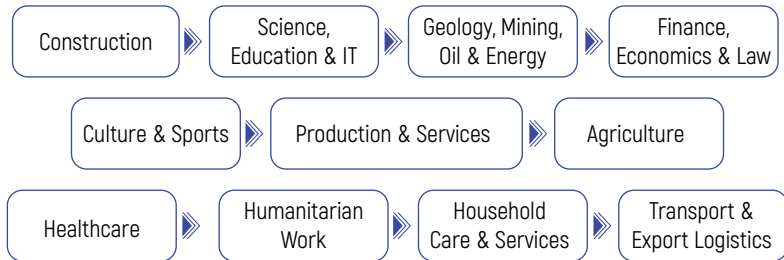 Construction
Science,
Education & IT
Geology, Mining,
Oil & Energy
Finance,
Economics & Law
Culture & Sports
Production & Services
Agriculture
Healthcare
Humanitarian
Work
Household
Care & Services
Transport &
Export Logistics